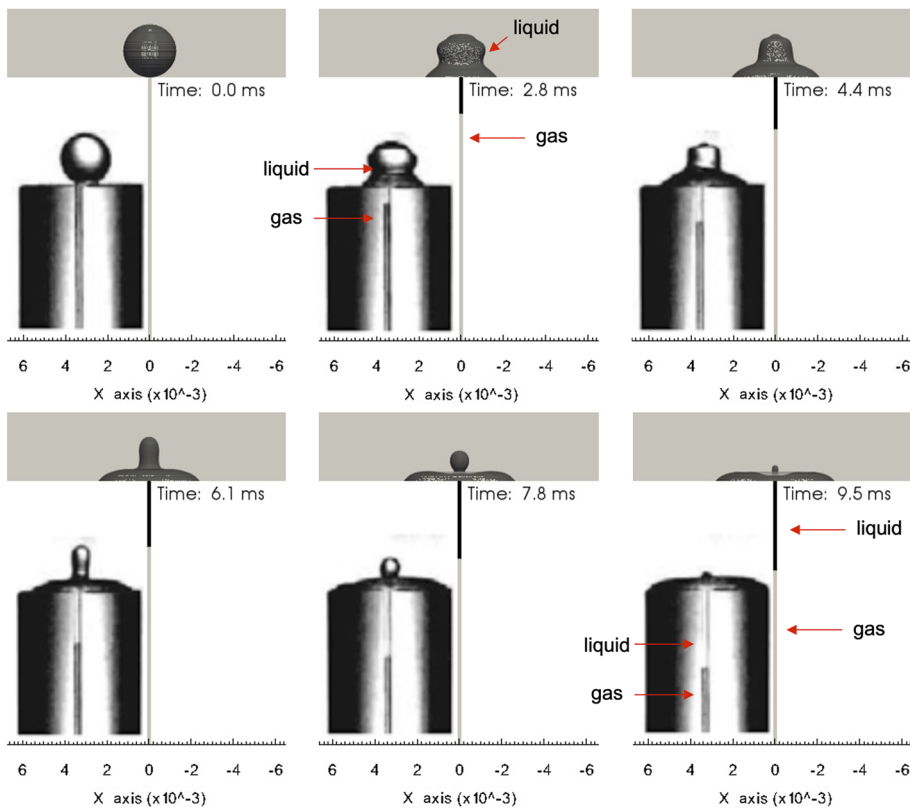 liquid
Time: 0.0 ms
Time: 2.8 ms
Time: 4.4 ms
gas
liquid
gas
6 4 2 0 -2 -4 -6
6 4 2 0 -2 -4 -6
6 4 2 0 -2 -4 -6
X axis (x10^-3)
X axis (x10^-3)
X axis (x10^-3)
Time: 6.1 ms
Time: 7.8 ms
Time: 9.5 ms
liquid
gas
liquid
gas
6 4 2 0 -2 -4 -6
6 4 2 0 -2 -4 -6
6 4 2 0 -2 -4 -6
X axis (x10^-3)
X axis (x10^-3)
X axis (x10^-3)